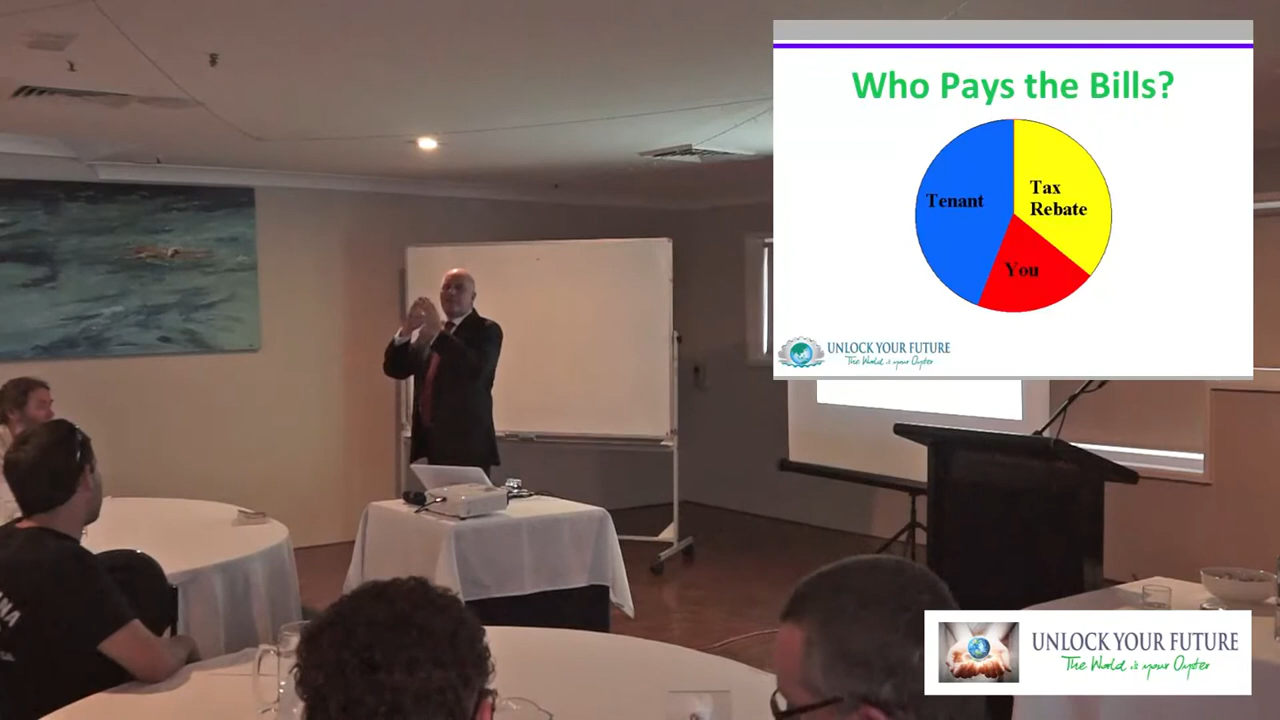 Who Pays the Bills?
Tenant
Tax
Rebate
You
UNLOCK YOUR FUTURE
The World is your Oyster
UNLOCK YOUR FUTURE
The World is your Oyster